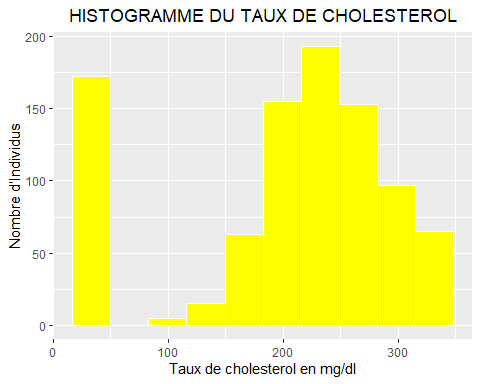 HISTOGRAMME DU TAUX DE CHOLESTEROL
200
150
100
50
0
Nombre d'Individus
0 100 200 300
Taux de cholesterol en mg/dl